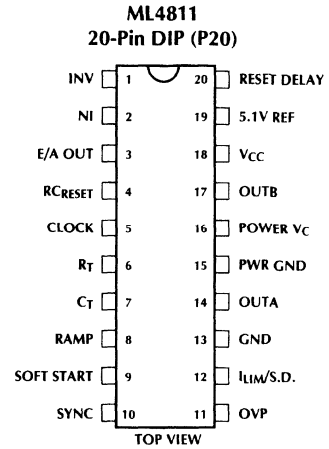 ML4811
20-Pin DIP (P20)
INV 1 20 RESET DELAY
NI 2 19 5.1V REF
E/A OUT 3 18 VCC
RCRESET 4 17 OUTB
CLOCK 5 16 POWER VC
RT 6 15 PWR GND
CT 7 14 OUTA
RAMP 8 13 GND
SOFT START 9 12 ILIM/S.D.
SYNC 10 11 OVP
TOP VIEW